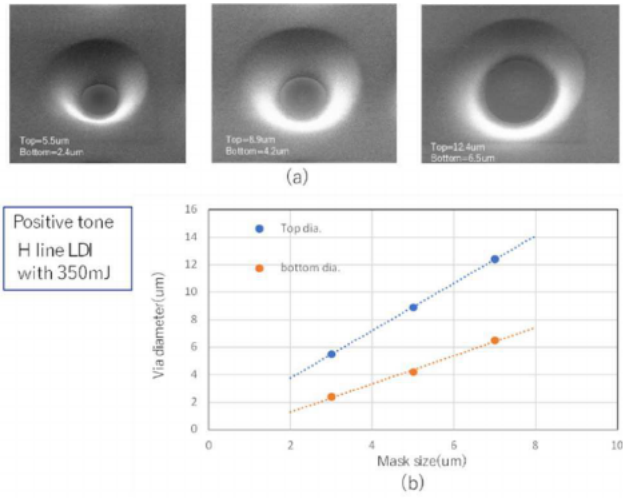 Top=5.5um
Bottom=2.4um
Top=8.9um
Bottom=4.2um
Top=12.4um
Bottom=6.5um
(a)
Positive tone
H line LDI
with 350mJ
Via diameter(um)
16
14
12
10
8
6
4
2
0
Top dia.
bottom dia.
0 2 4 6 8 10
Mask size(um)
(b)